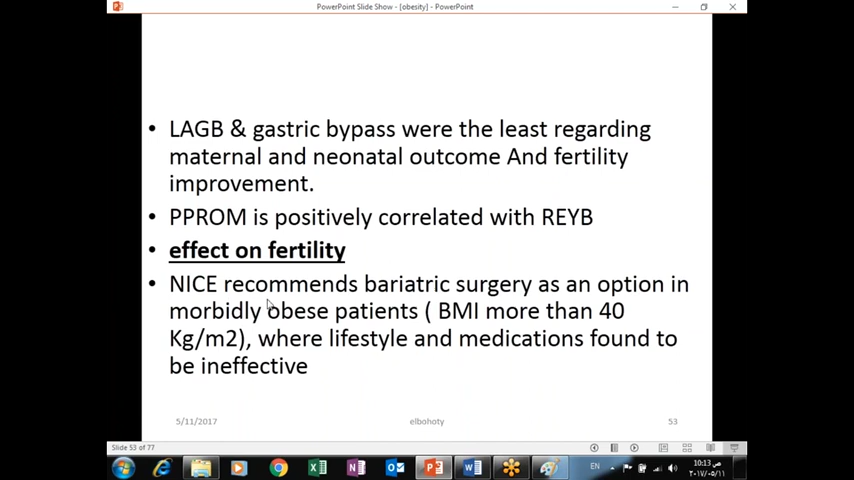 PowerPoint Slide Show - [obesity] - PowerPoint
• LAGB & gastric bypass were the least regarding
maternal and neonatal outcome And fertility
improvement.
• PPROM is positively correlated with REYB
• effect on fertility
• NICE recommends bariatric surgery as an option in
morbidly obese patients ( BMI more than 40
Kg/m2), where lifestyle and medications found to
be ineffective
5/11/2017 elbohoty 53
Slide 53 of 77
EN 10:13 ص
٢٠١٧/٠٥/١١